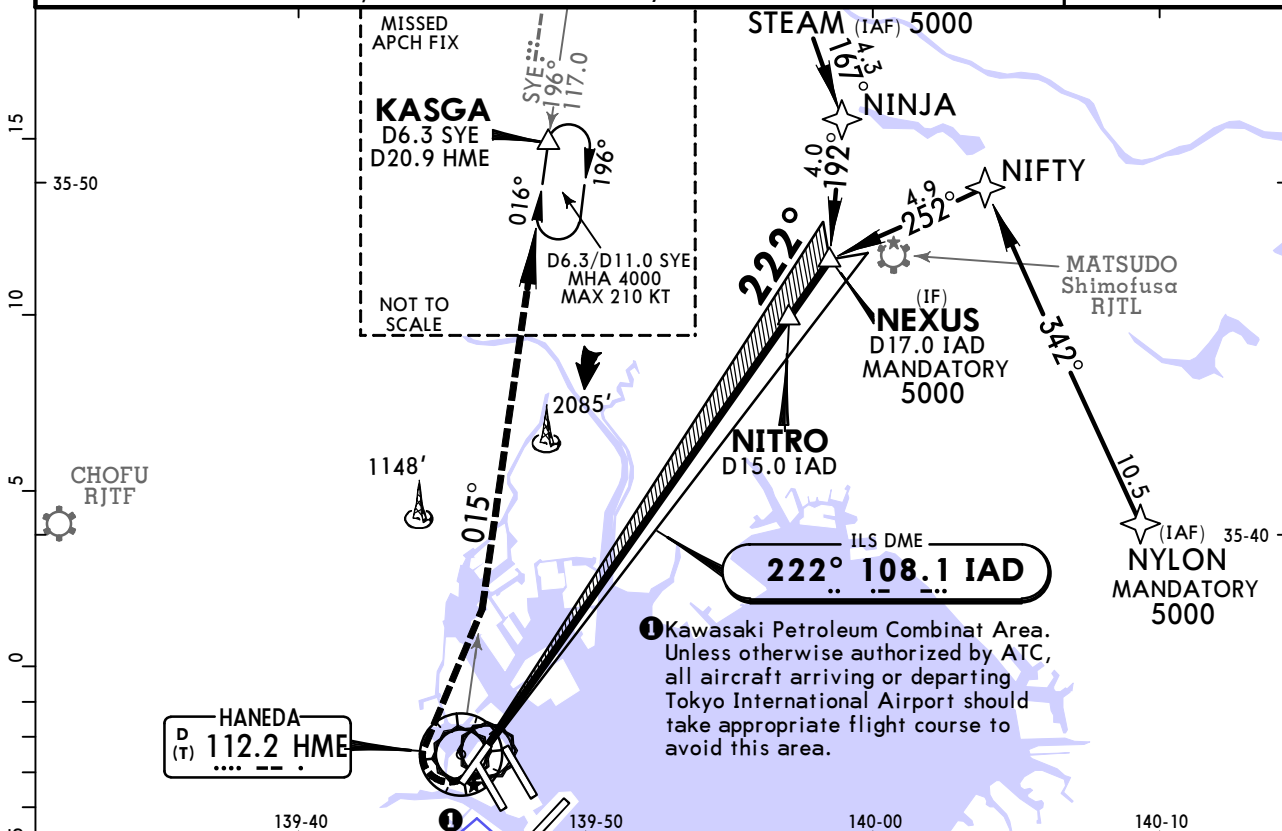 MISSED
APCH FIX
SYE
196°
117.0
KASGA
D6.3 SYE
D20.9 HME
016°
196°
D6.3/D11.0 SYE
MHA 4000
MAX 210 KT
NOT TO
SCALE
STEAM (IAF) 5000
4.3
167°
NINJA
4.0
192°
NIFTY
4.9
252°
222°
MATSUDO
Shimofusa
RJTL
(IF)
NEXUS
D17.0 IAD
MANDATORY
5000
342°
10.5
NITRO
D15.0 IAD
(IAF)
35-40
NYLON
MANDATORY
5000
15
35-50
10
5
0
2085'
1148'
015°
CHOFU
RJTF
ILS DME
222° 108.1 IAD
1 Kawasaki Petroleum Combinat Area.
Unless otherwise authorized by ATC,
all aircraft arriving or departing
Tokyo International Airport should
take appropriate flight course to
avoid this area.
HANEDA
D
(T) 112.2 HME
1
139-40
139-50
140-00
140-10